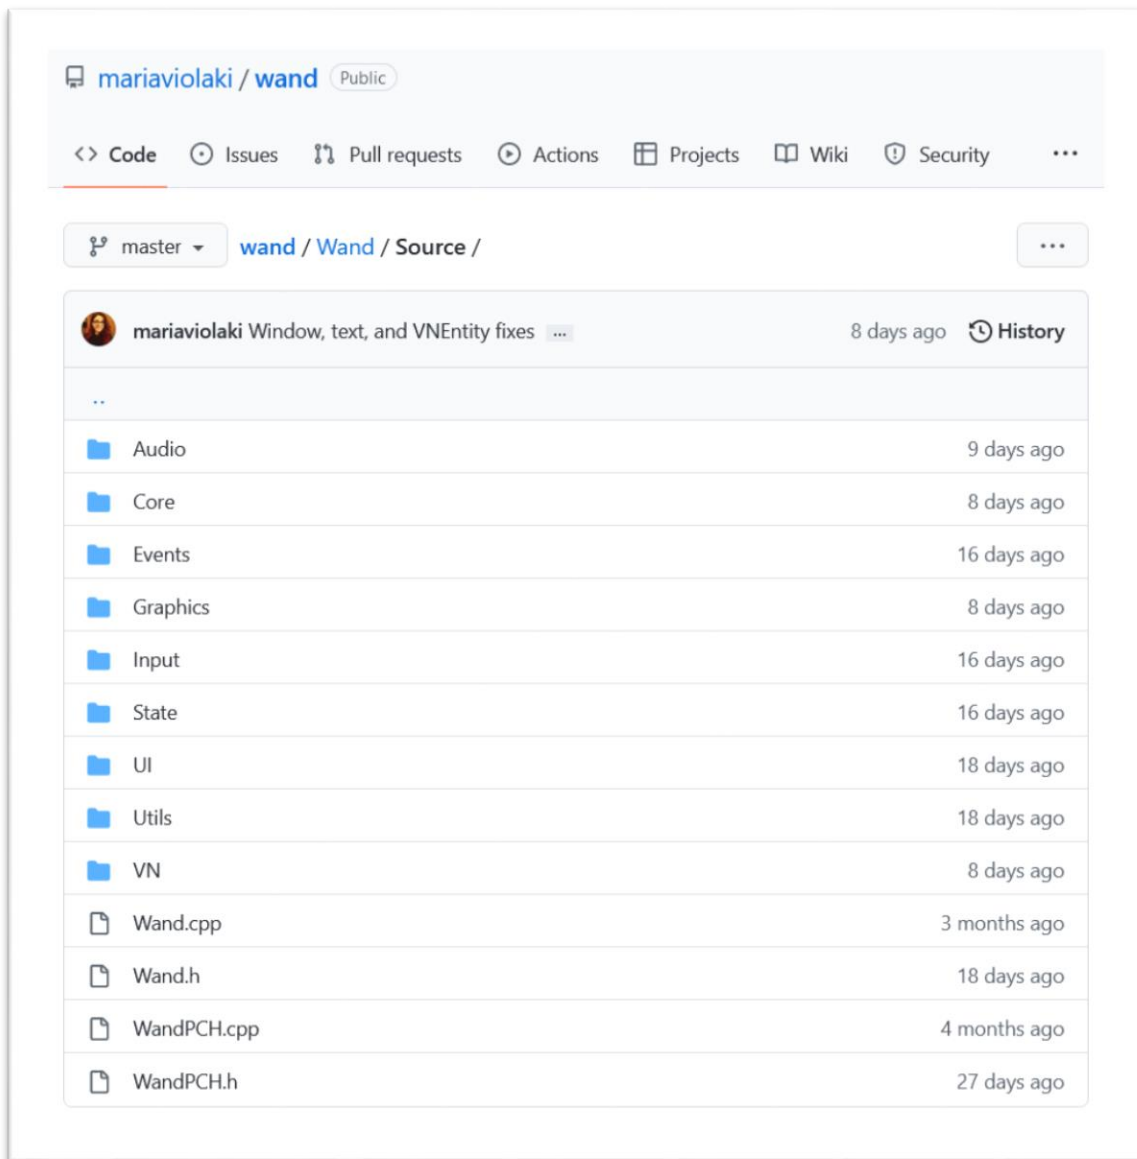 mariaviolaki / wand Public
Code Issues Pull requests Actions Projects Wiki Security ...
master wand / Wand / Source / ...
mariaviolaki Window, text, and VNEntity fixes ... 8 days ago History
..
Audio 9 days ago
Core 8 days ago
Events 16 days ago
Graphics 8 days ago
Input 16 days ago
State 16 days ago
UI 18 days ago
Utils 18 days ago
VN 8 days ago
Wand.cpp 3 months ago
Wand.h 18 days ago
WandPCH.cpp 4 months ago
WandPCH.h 27 days ago